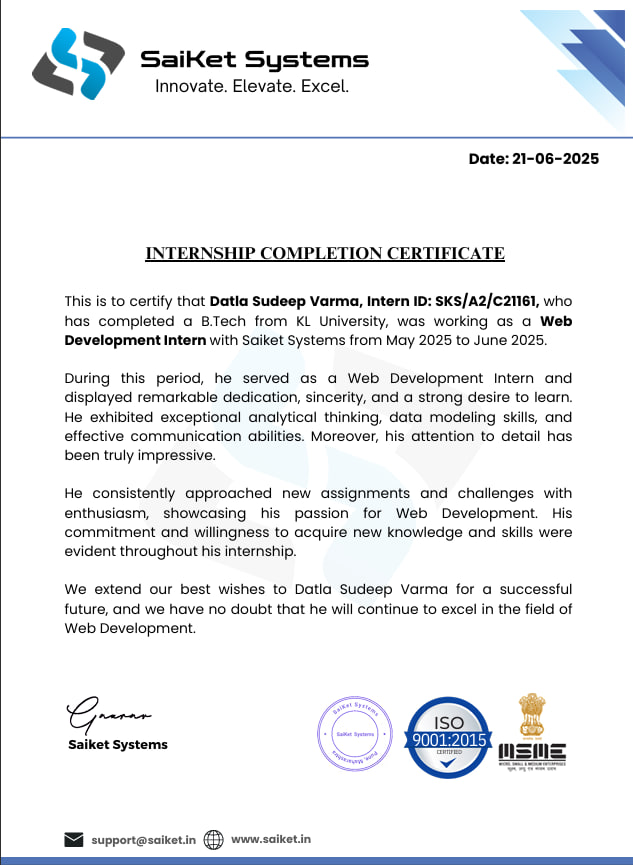 SaiKet Systems
Innovate. Elevate. Excel.
Date: 21-06-2025
INTERNSHIP COMPLETION CERTIFICATE
This is to certify that Datla Sudeep Varma, Intern ID: SKS/A2/C21161, who
has completed a B.Tech from KL University, was working as a Web
Development Intern with Saiket Systems from May 2025 to June 2025.
During this period, he served as a Web Development Intern and
displayed remarkable dedication, sincerity, and a strong desire to learn.
He exhibited exceptional analytical thinking, data modeling skills, and
effective communication abilities. Moreover, his attention to detail has
been truly impressive.
He consistently approached new assignments and challenges with
enthusiasm, showcasing his passion for Web Development. His
commitment and willingness to acquire new knowledge and skills were
evident throughout his internship.
We extend our best wishes to Datla Sudeep Varma for a successful
future, and we have no doubt that he will continue to excel in the field of
Web Development.
Gaurav
Saiket Systems
SaiKet Systems
SaiKet Systems
Pune, Maharashtra
ISO
9001:2015
CERTIFIED
MSME
MICRO, SMALL & MEDIUM ENTERPRISES
सूक्ष्म, लघु एवं मध्यम उद्यम
support@saiket.in
www.saiket.in